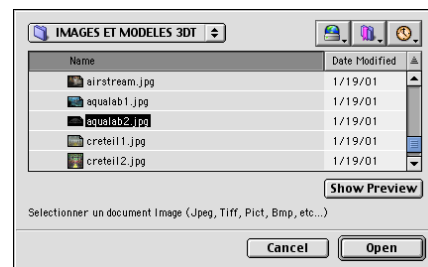 IMAGES ET MODELES 3DT
Name Date Modified
airstream.jpg 1/19/01
aqualab1.jpg 1/19/01
aqualab2.jpg 1/19/01
creteil1.jpg 1/19/01
creteil2.jpg 1/19/01
Show Preview
Selectionner un document Image (Jpeg, Tiff, Pict, Bmp, etc...)
Cancel Open